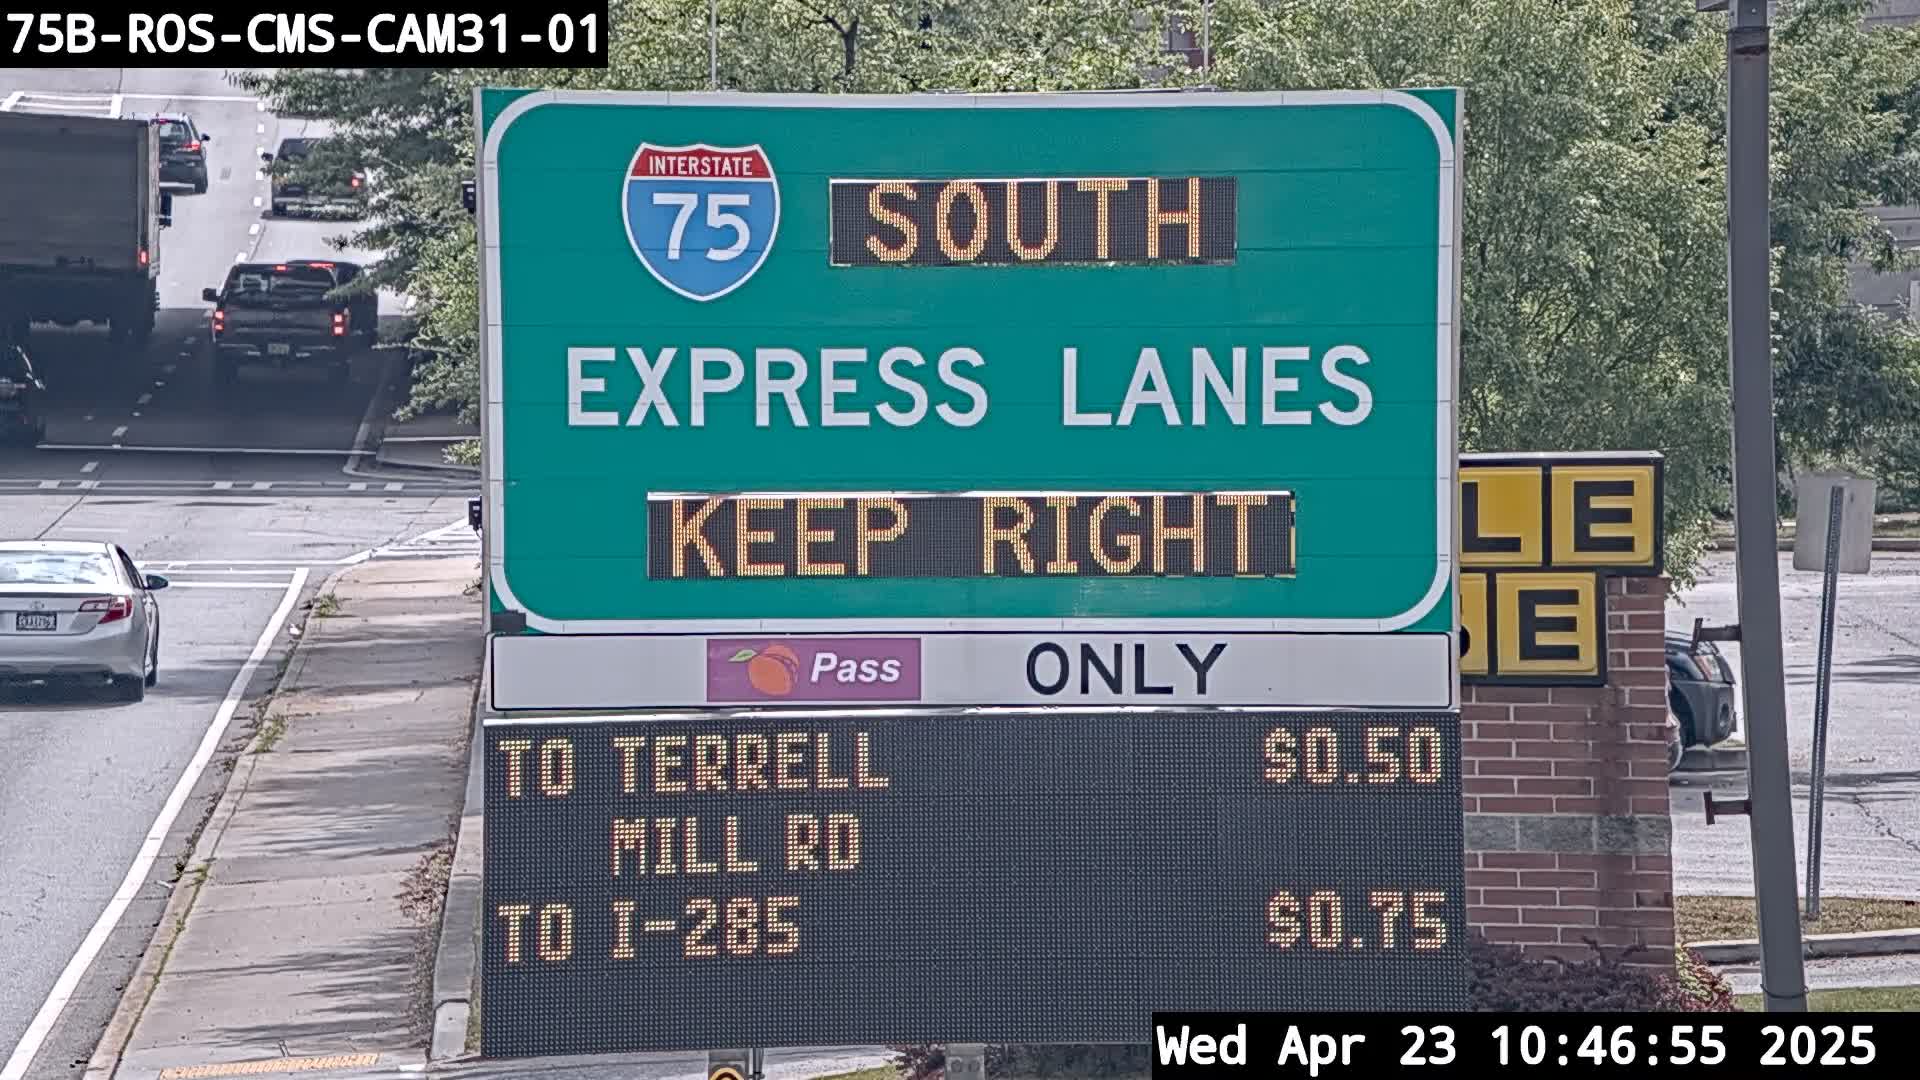 75B-ROS-CMS-CAM31-01
INTERSTATE
75
SOUTH
EXPRESS LANES
KEEP RIGHT
Pass ONLY
TO TERRELL $0.50
MILL RD
TO I-285 $0.75
LE
E
Wed Apr 23 10:46:55 2025